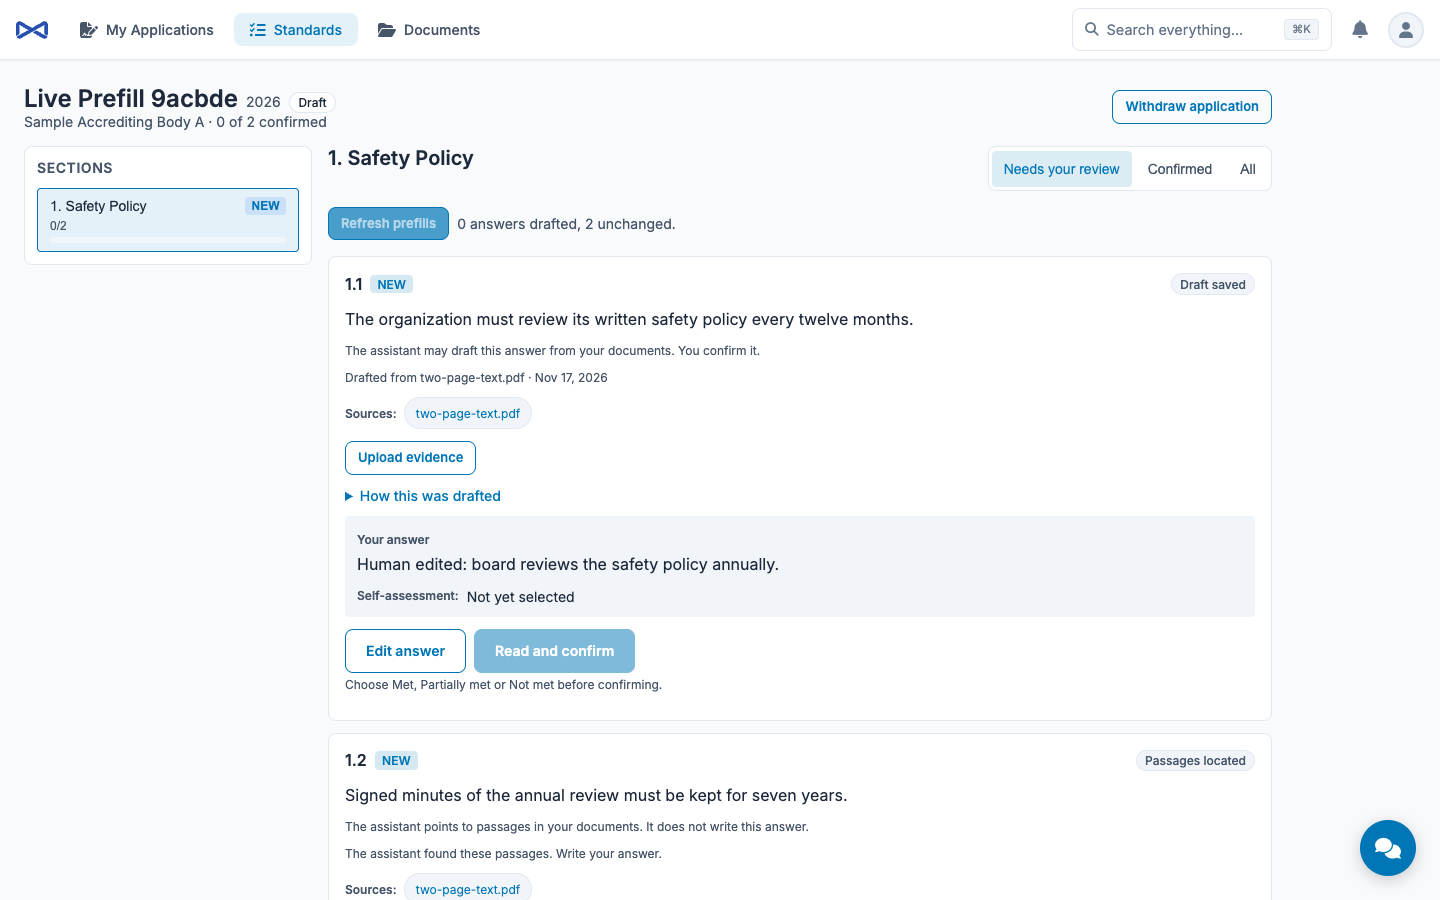 My Applications
Standards
Documents
Search everything...
⌘K
Live Prefill 9acbde 2026 Draft
Sample Accrediting Body A · 0 of 2 confirmed
Withdraw application
SECTIONS
1. Safety Policy NEW
0/2
1. Safety Policy
Needs your review
Confirmed
All
Refresh prefills
0 answers drafted, 2 unchanged.
1.1 NEW
Draft saved
The organization must review its written safety policy every twelve months.
The assistant may draft this answer from your documents. You confirm it.
Drafted from two-page-text.pdf · Nov 17, 2026
Sources: two-page-text.pdf
Upload evidence
How this was drafted
Your answer
Human edited: board reviews the safety policy annually.
Self-assessment: Not yet selected
Edit answer
Read and confirm
Choose Met, Partially met or Not met before confirming.
1.2 NEW
Passages located
Signed minutes of the annual review must be kept for seven years.
The assistant points to passages in your documents. It does not write this answer.
The assistant found these passages. Write your answer.
Sources: two-page-text.pdf